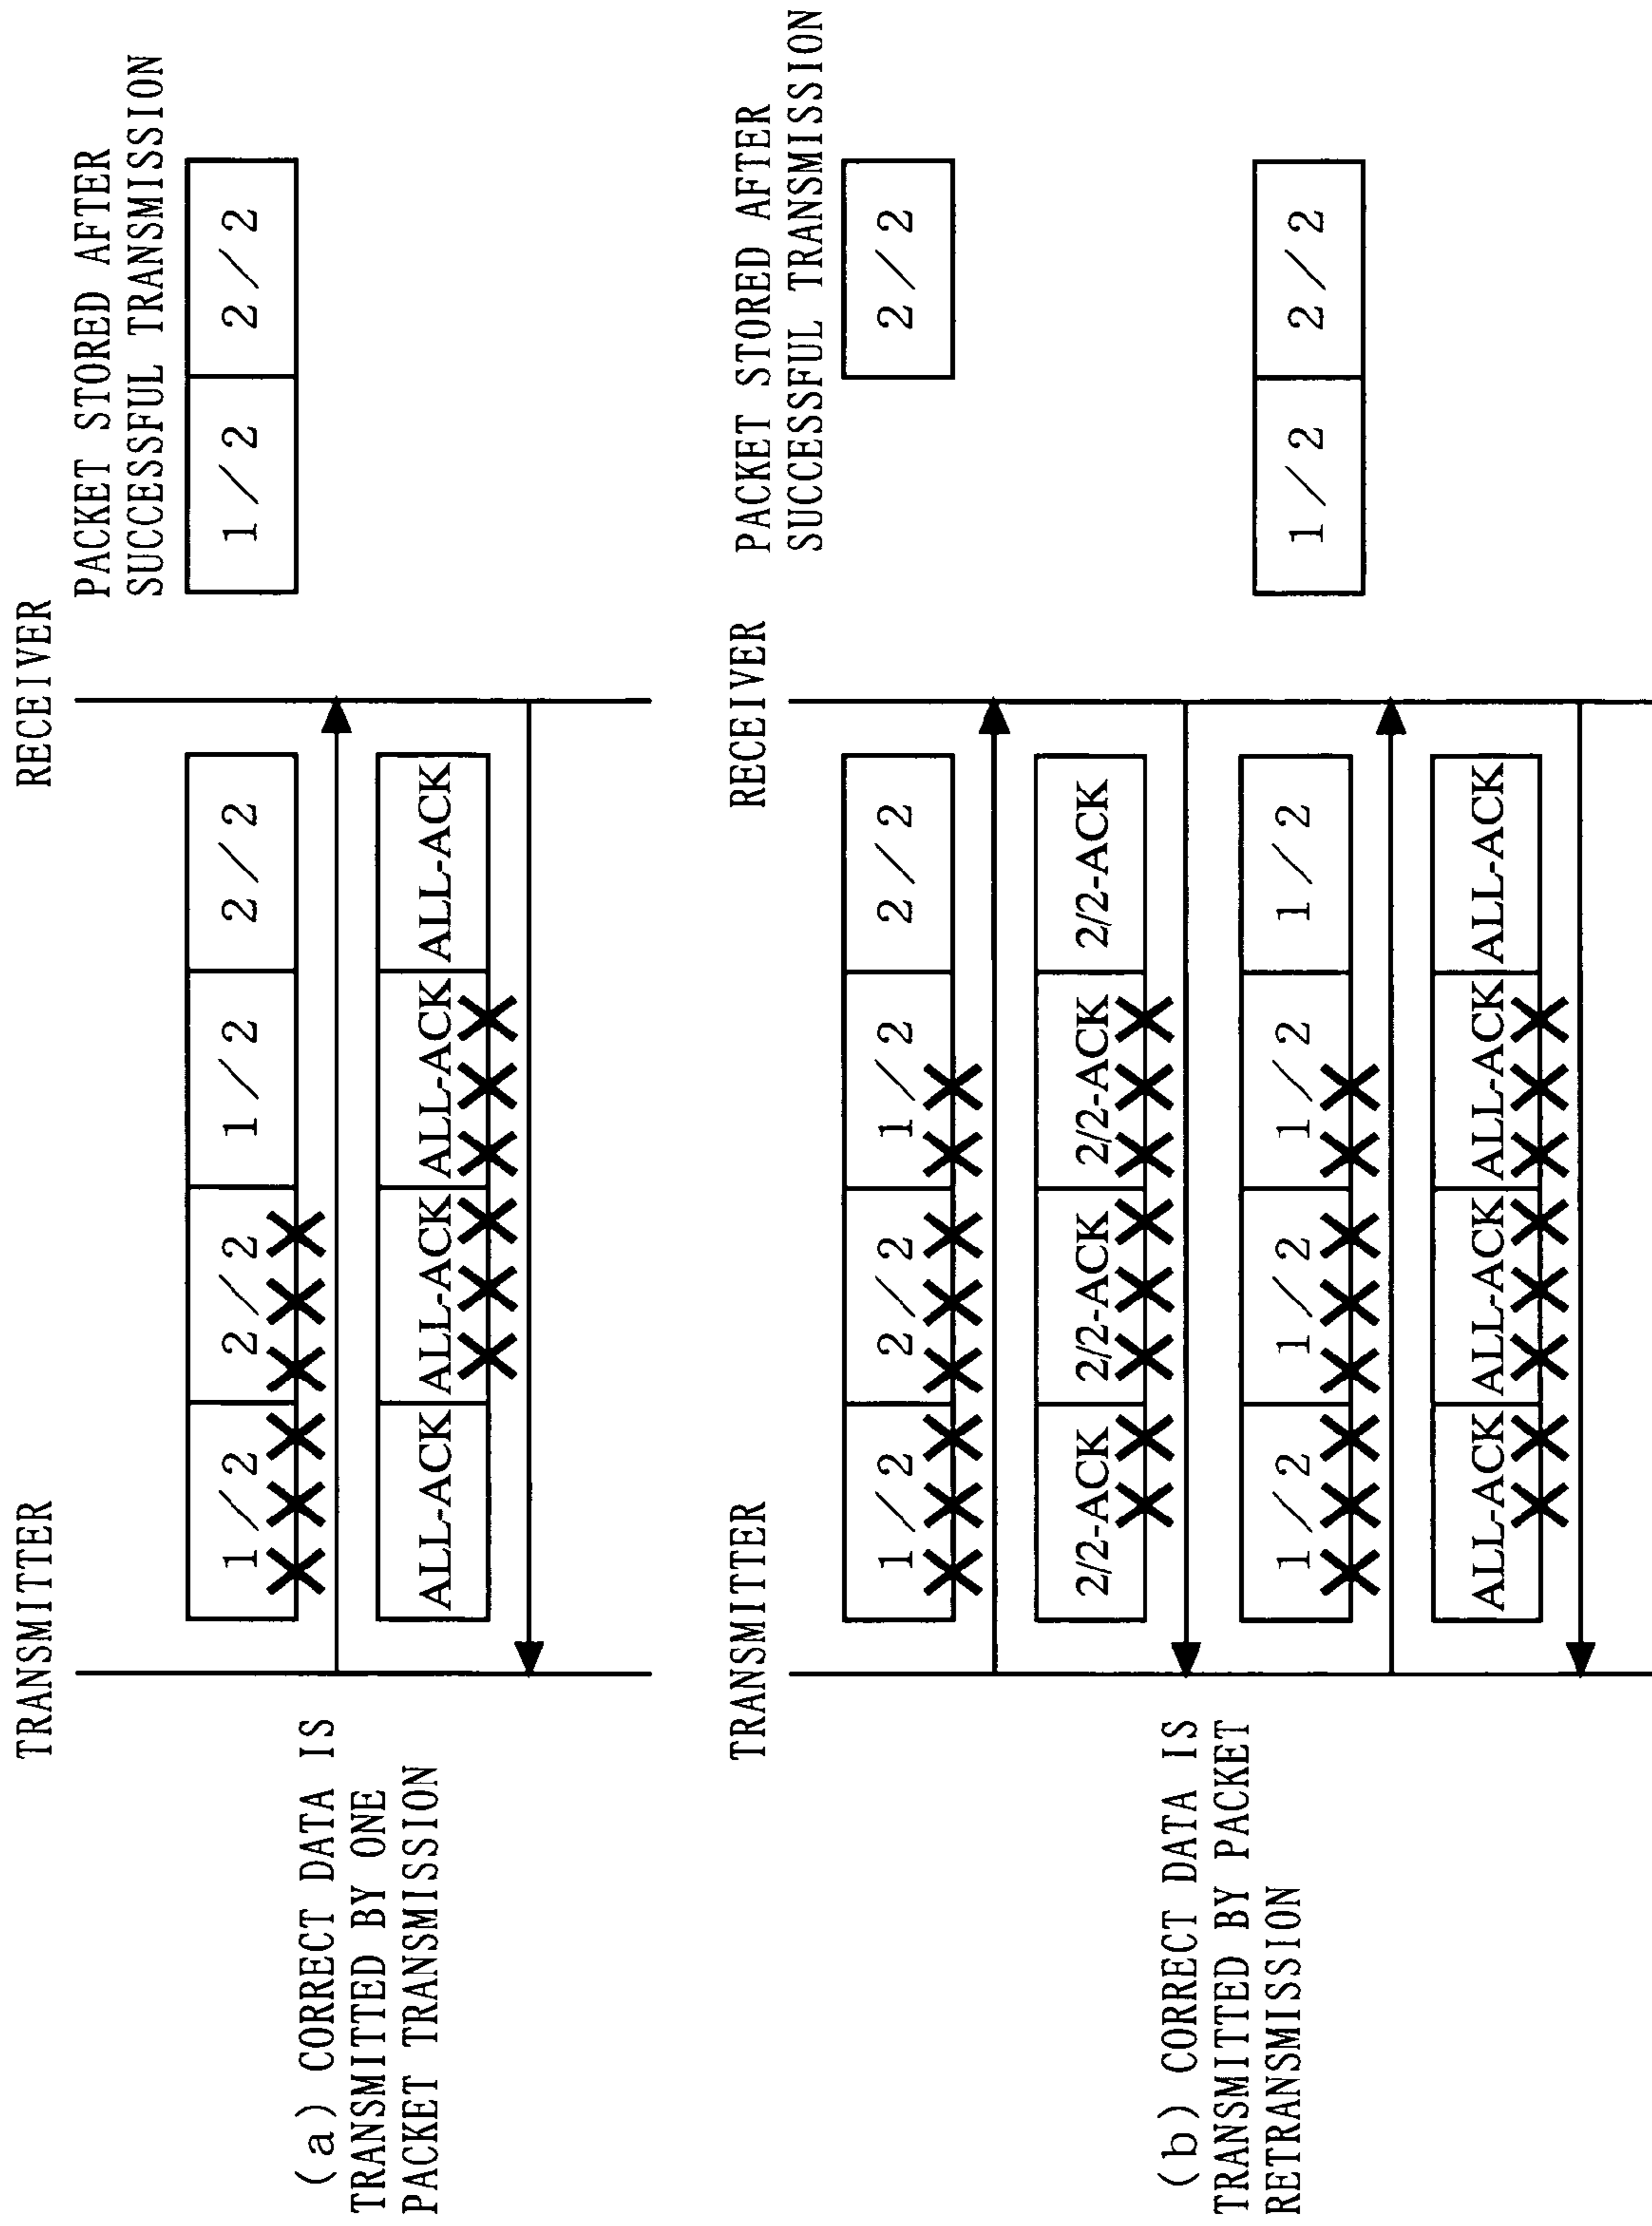 TRANSMITTER
RECEIVER
PACKET STORED AFTER
SUCCESSFUL TRANSMISSION
(a) CORRECT DATA IS
TRANSMITTED BY ONE
PACKET TRANSMISSION
1/2 2/2 1/2 2/2
1/2 2/2
ALL-ACK ALL-ACK ALL-ACK ALL-ACK
TRANSMITTER
RECEIVER
PACKET STORED AFTER
SUCCESSFUL TRANSMISSION
1/2 2/2 1/2 2/2
2/2
2/2-ACK 2/2-ACK 2/2-ACK 2/2-ACK
(b) CORRECT DATA IS
TRANSMITTED BY PACKET
RETRANSMISSION
1/2 1/2 1/2 1/2
1/2 2/2
ALL-ACK ALL-ACK ALL-ACK ALL-ACK